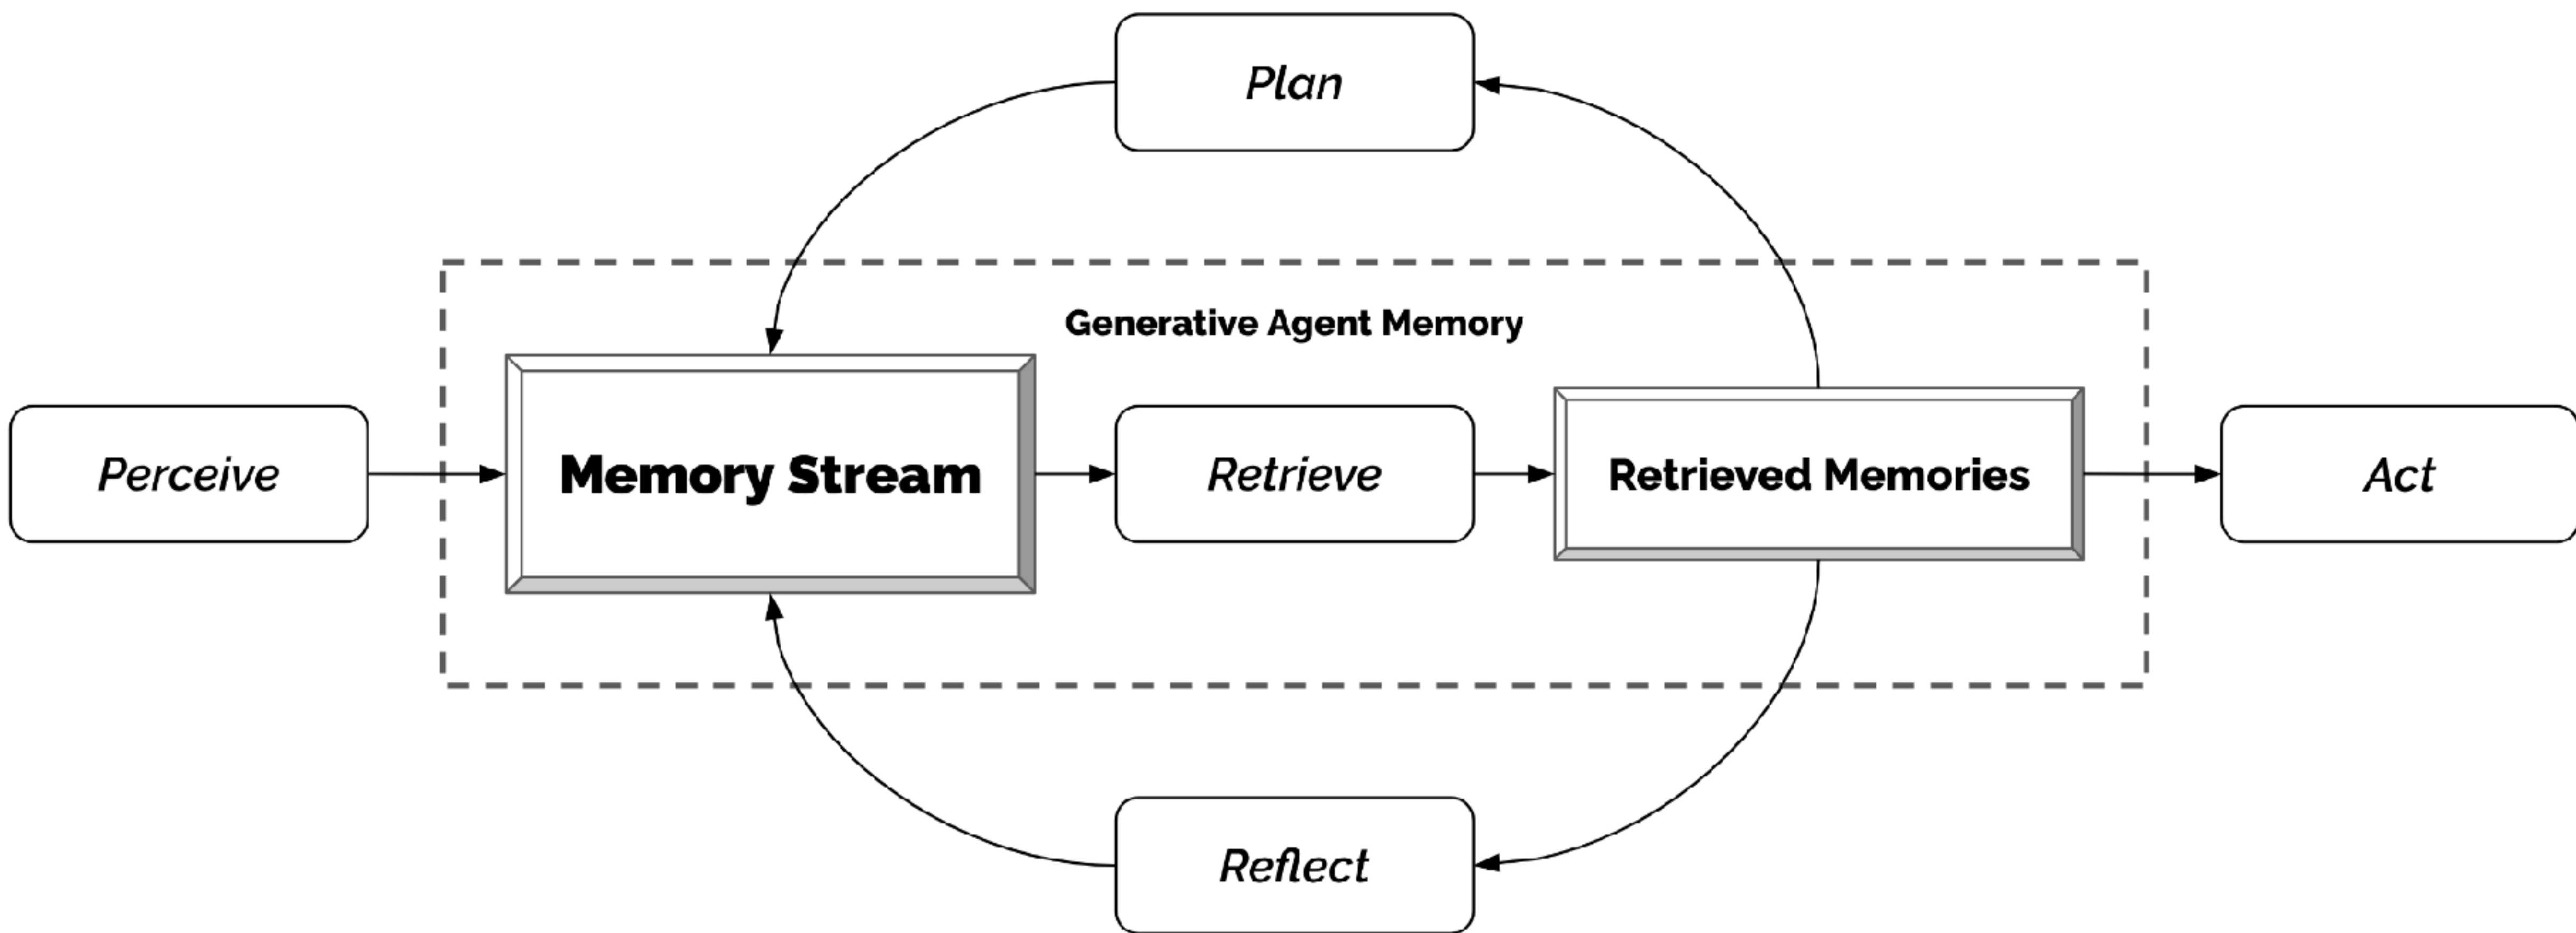 Plan
Generative Agent Memory
Perceive
Memory Stream
Retrieve
Retrieved Memories
Act
Reflect